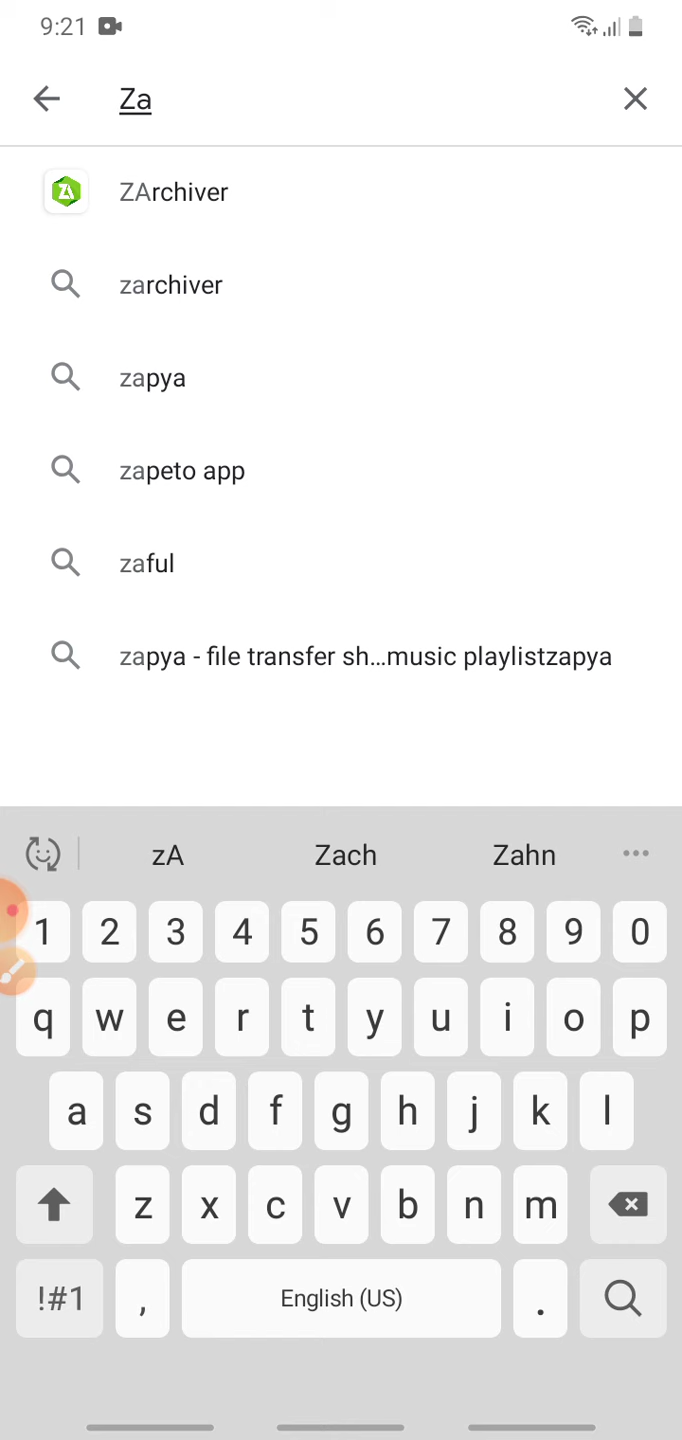 9:21
Za
ZArchiver
zarchiver
zapya
zapeto app
zaful
zapya - file transfer sh...music playlistzapya
zA Zach Zahn
1 2 3 4 5 6 7 8 9 0
q w e r t y u i o p
a s d f g h j k l
z x c v b n m
!#1 , English (US) .